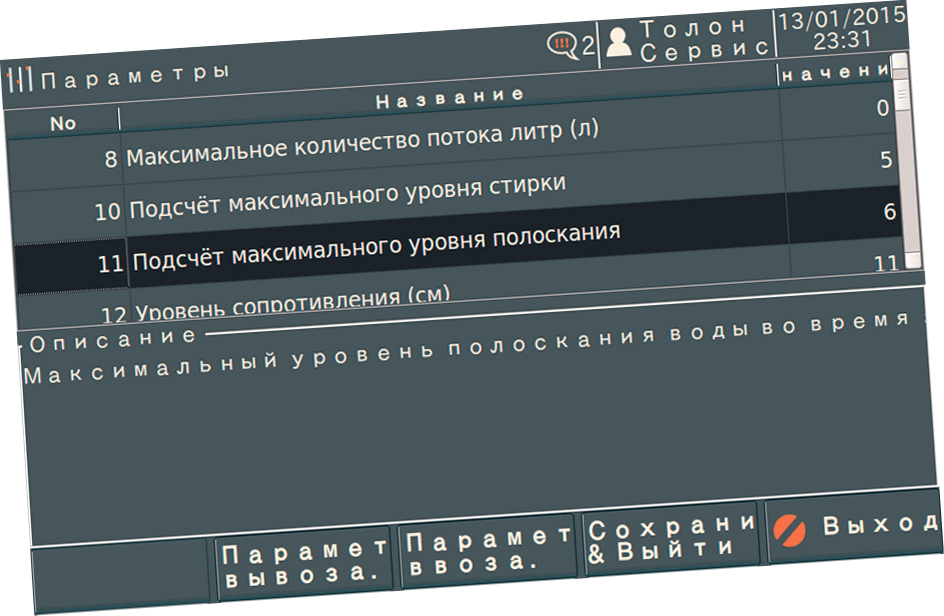 Параметры
2
Толон
Сервис
13/01/2015
23:31
No Название начени
8 Максимальное количество потока литр (л) 0
10 Подсчёт максимального уровня стирки 5
11 Подсчёт максимального уровня полоскания 6
12 Уровень сопротивления (см) 11
Описание
Максимальный уровень полоскания воды во время
Парамет
вывоза.
Парамет
ввоза.
Сохрани
& Выйти
Выход